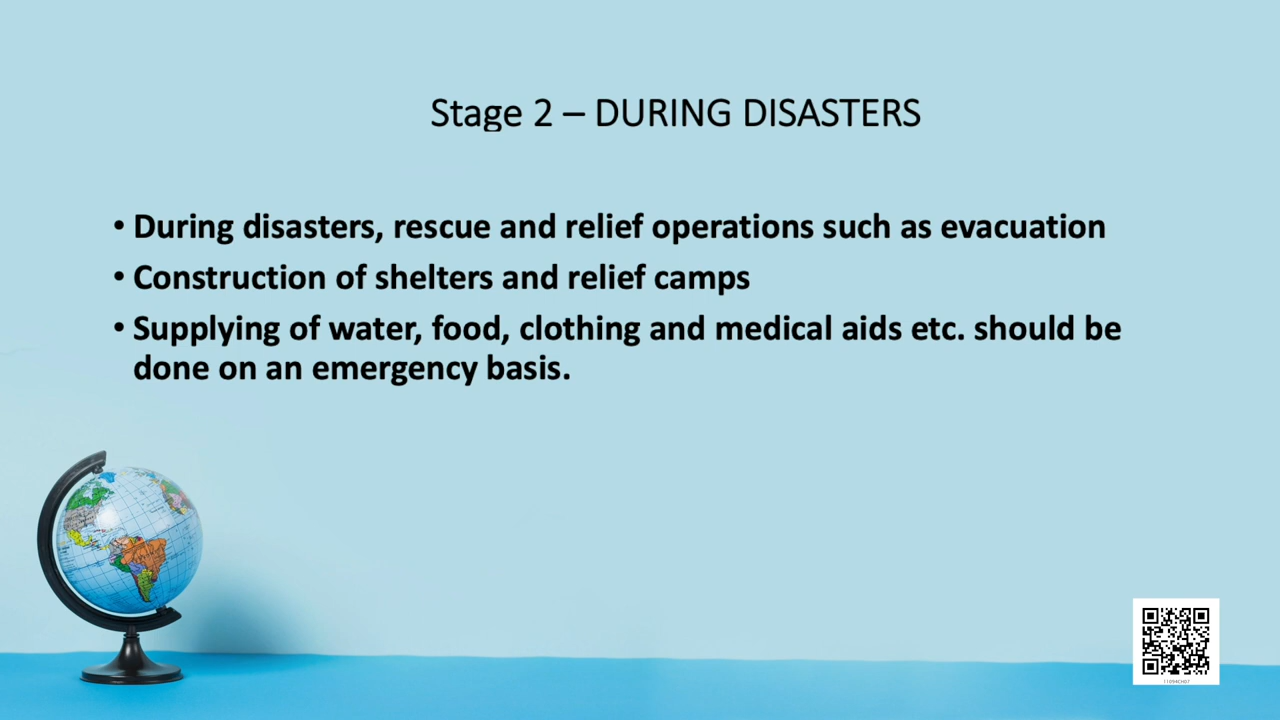 Stage 2 – DURING DISASTERS
• During disasters, rescue and relief operations such as evacuation
• Construction of shelters and relief camps
• Supplying of water, food, clothing and medical aids etc. should be
done on an emergency basis.